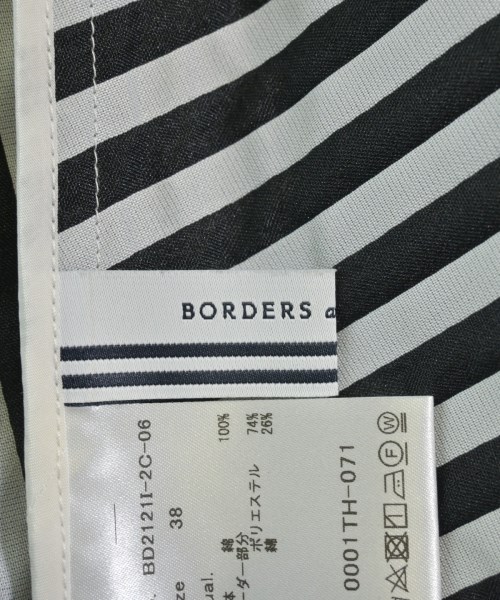 BORDERS a
. BD2121I-2C-06
ze 38
ual.
体 綿 100%
ーダー部分
ポリエステル 74%
綿 26%
0001TH-071
W